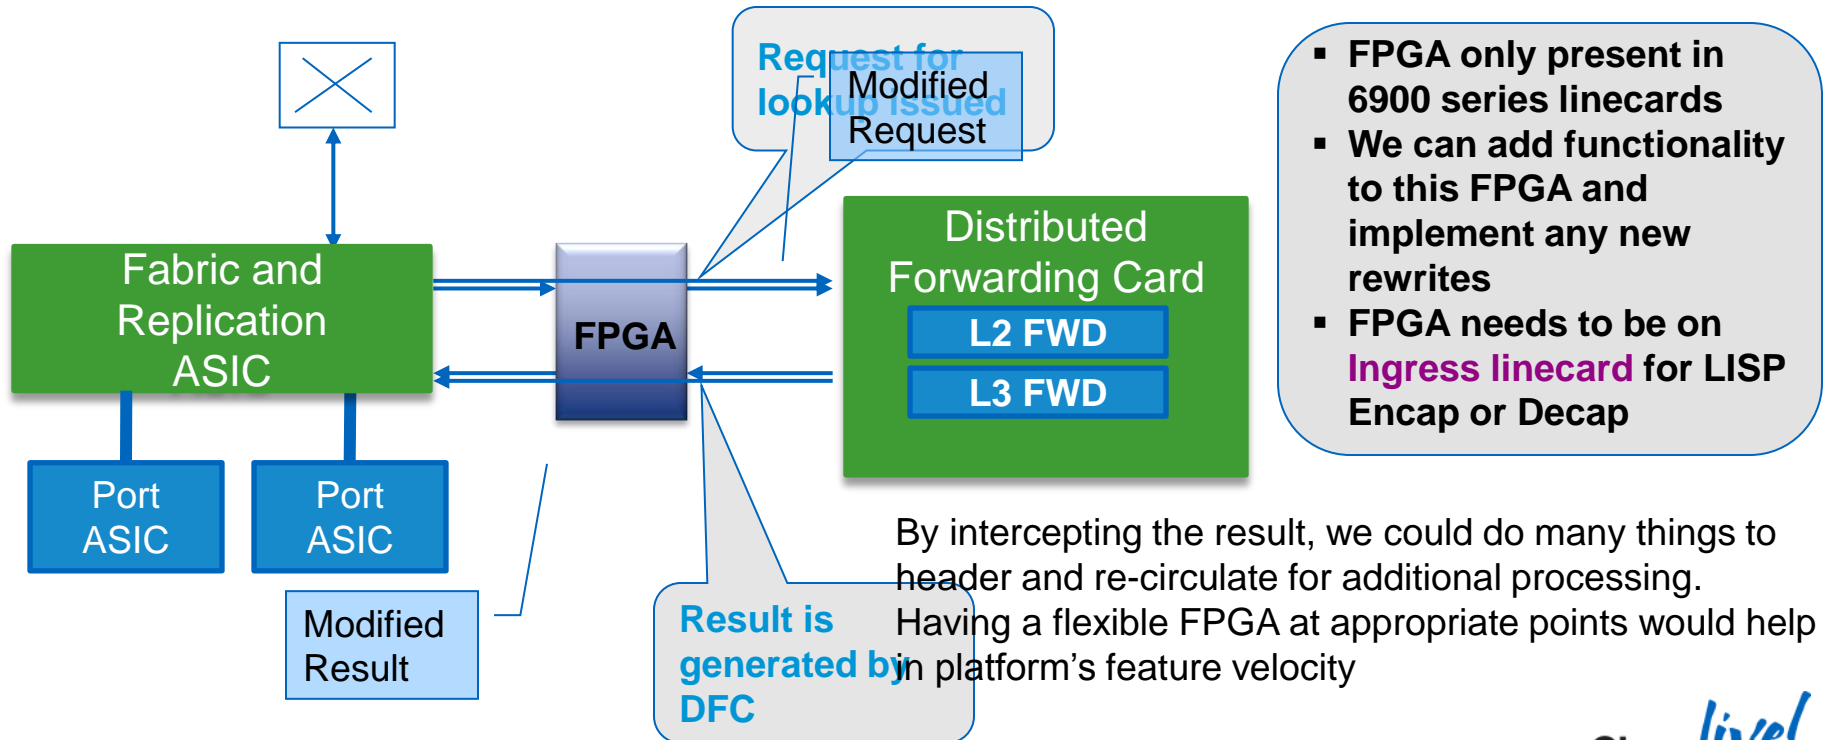 Request for
lookup issued
Modified
Request
▪ FPGA only present in
6900 series linecards
▪ We can add functionality
to this FPGA and
implement any new
rewrites
▪ FPGA needs to be on
Ingress linecard for LISP
Encap or Decap
Fabric and
Replication
ASIC
FPGA
Distributed
Forwarding Card
L2 FWD
L3 FWD
Port
ASIC
Port
ASIC
Modified
Result
Result is
generated by
DFC
By intercepting the result, we could do many things to
header and re-circulate for additional processing.
Having a flexible FPGA at appropriate points would help
in platform's feature velocity
live!